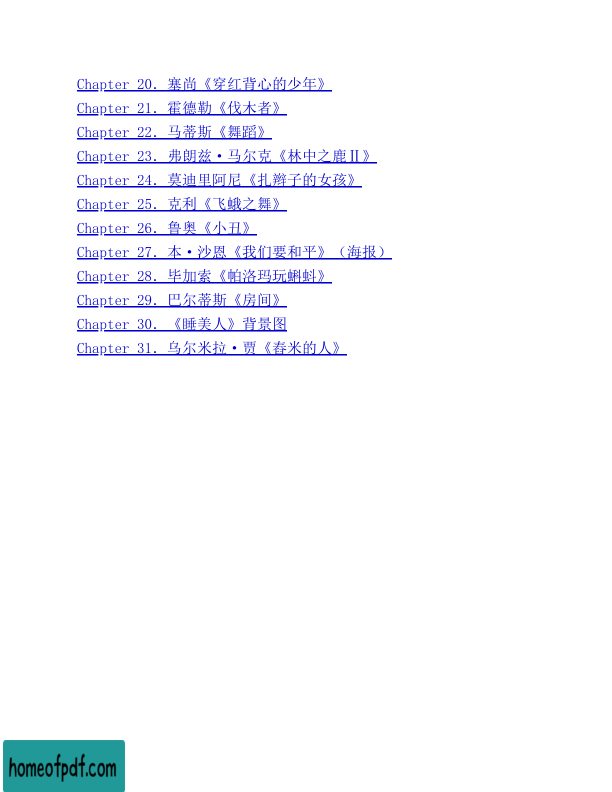 Chapter 20. 塞尚《穿红背心的少年》
Chapter 21. 霍德勒《伐木者》
Chapter 22. 马蒂斯《舞蹈》
Chapter 23. 弗朗兹·马尔克《林中之鹿Ⅱ》
Chapter 24. 莫迪里阿尼《扎辫子的女孩》
Chapter 25. 克利《飞蛾之舞》
Chapter 26. 鲁奥《小丑》
Chapter 27. 本·沙恩《我们要和平》（海报）
Chapter 28. 毕加索《帕洛玛玩蝌蚪》
Chapter 29. 巴尔蒂斯《房间》
Chapter 30. 《睡美人》背景图
Chapter 31. 乌尔米拉·贾《舂米的人》
homeofpdf.com